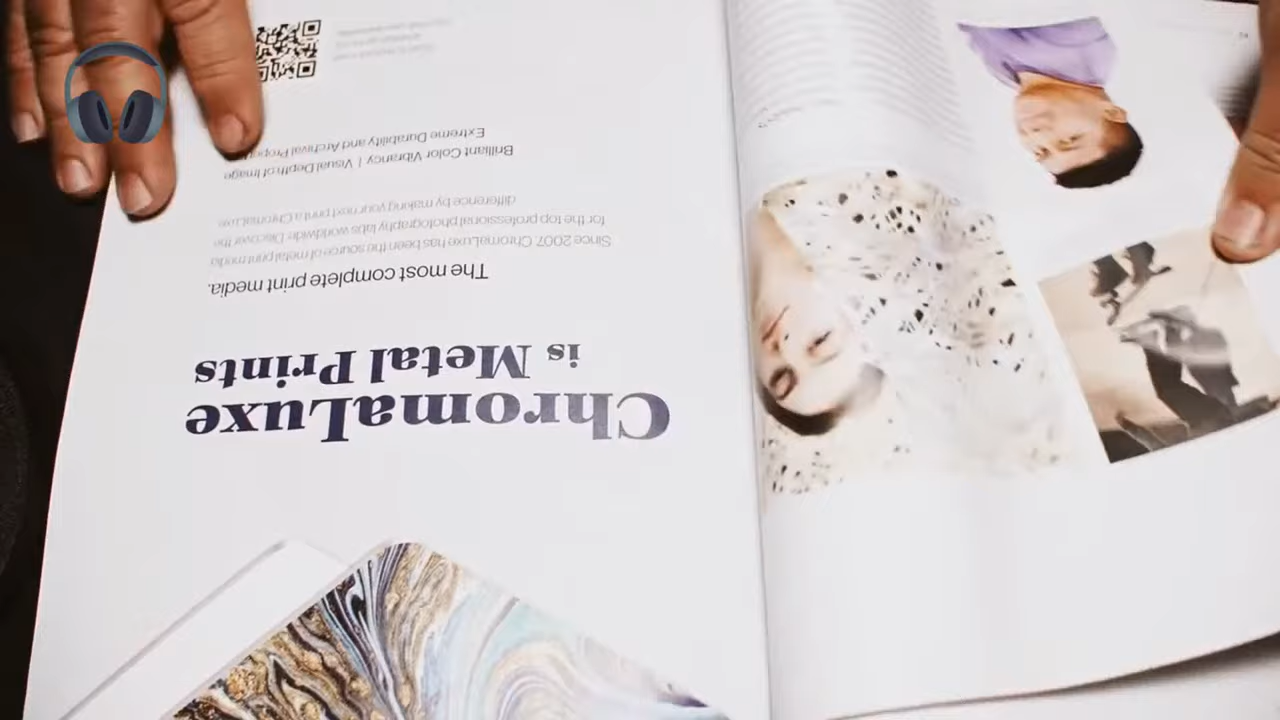 ChromaLuxe
is Metal Prints
The most complete print media.
Since 2007, ChromaLuxe has been the source of metal print media
for the top professional photography labs worldwide. Discover the
difference by making your next print a ChromaLuxe.
Brilliant Color Vibrancy | Visual Depth of Image
Extreme Durability and Archival